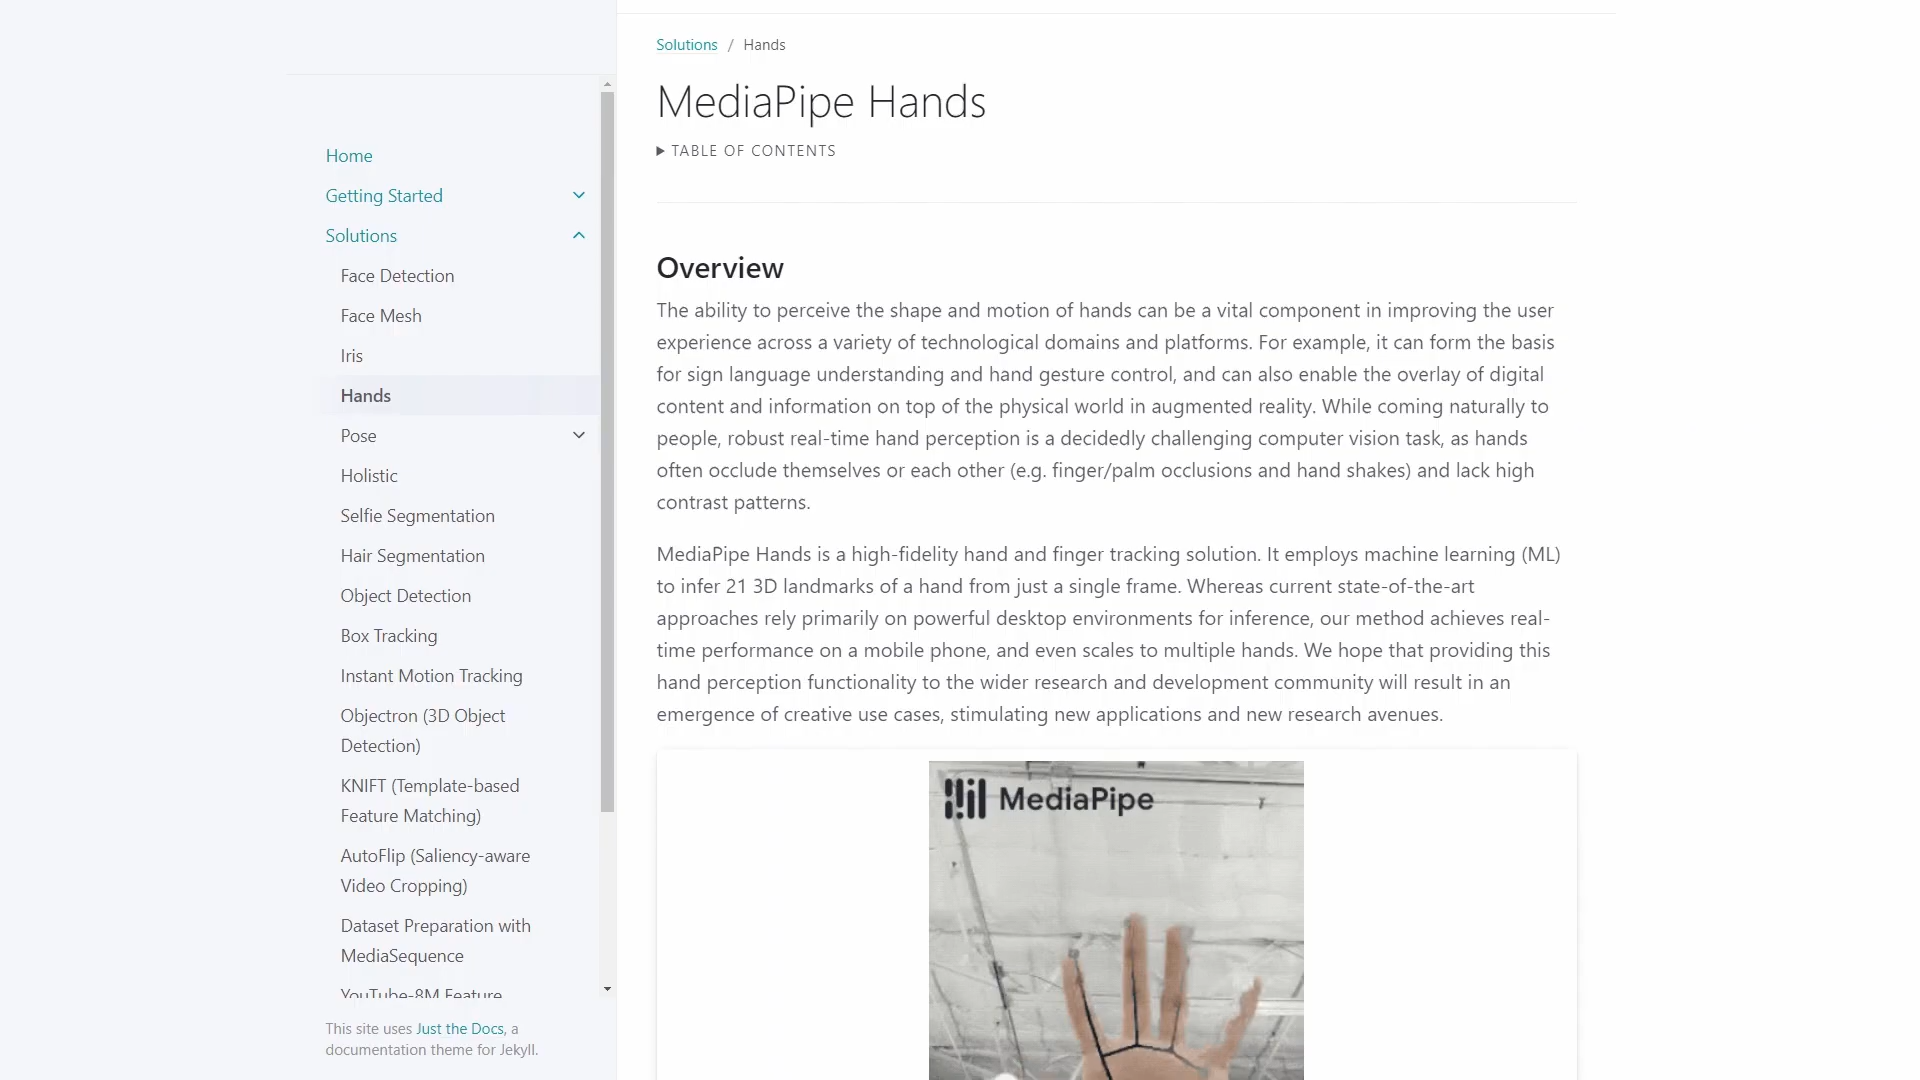 Home
Getting Started
Solutions
Face Detection
Face Mesh
Iris
Hands
Pose
Holistic
Selfie Segmentation
Hair Segmentation
Object Detection
Box Tracking
Instant Motion Tracking
Objectron (3D Object
Detection)
KNIFT (Template-based
Feature Matching)
AutoFlip (Saliency-aware
Video Cropping)
Dataset Preparation with
MediaSequence
YouTube-8M Feature
This site uses Just the Docs, a
documentation theme for Jekyll.
Solutions / Hands
MediaPipe Hands
TABLE OF CONTENTS
Overview
The ability to perceive the shape and motion of hands can be a vital component in improving the user
experience across a variety of technological domains and platforms. For example, it can form the basis
for sign language understanding and hand gesture control, and can also enable the overlay of digital
content and information on top of the physical world in augmented reality. While coming naturally to
people, robust real-time hand perception is a decidedly challenging computer vision task, as hands
often occlude themselves or each other (e.g. finger/palm occlusions and hand shakes) and lack high
contrast patterns.
MediaPipe Hands is a high-fidelity hand and finger tracking solution. It employs machine learning (ML)
to infer 21 3D landmarks of a hand from just a single frame. Whereas current state-of-the-art
approaches rely primarily on powerful desktop environments for inference, our method achieves real-
time performance on a mobile phone, and even scales to multiple hands. We hope that providing this
hand perception functionality to the wider research and development community will result in an
emergence of creative use cases, stimulating new applications and new research avenues.
MediaPipe